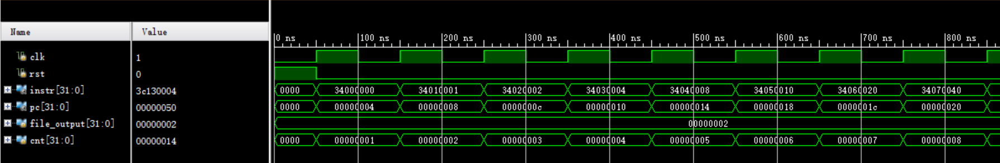 0 ns 100 ns 200 ns 300 ns 400 ns 500 ns 600 ns 700 ns 800 ns
Name Value
clk 1
rst 0
instr[31:0] 3c130004 0000 34000000 34010001 34020002 34030004 34040008 34050010 34060020 34070040
pc[31:0] 00000050 0000 00000004 00000008 0000000c 00000010 00000014 00000018 0000001c 00000020
file_output[31:0] 00000002 00000002
cnt[31:0] 00000014 0000 00000001 00000002 00000003 00000004 00000005 00000006 00000007 00000008